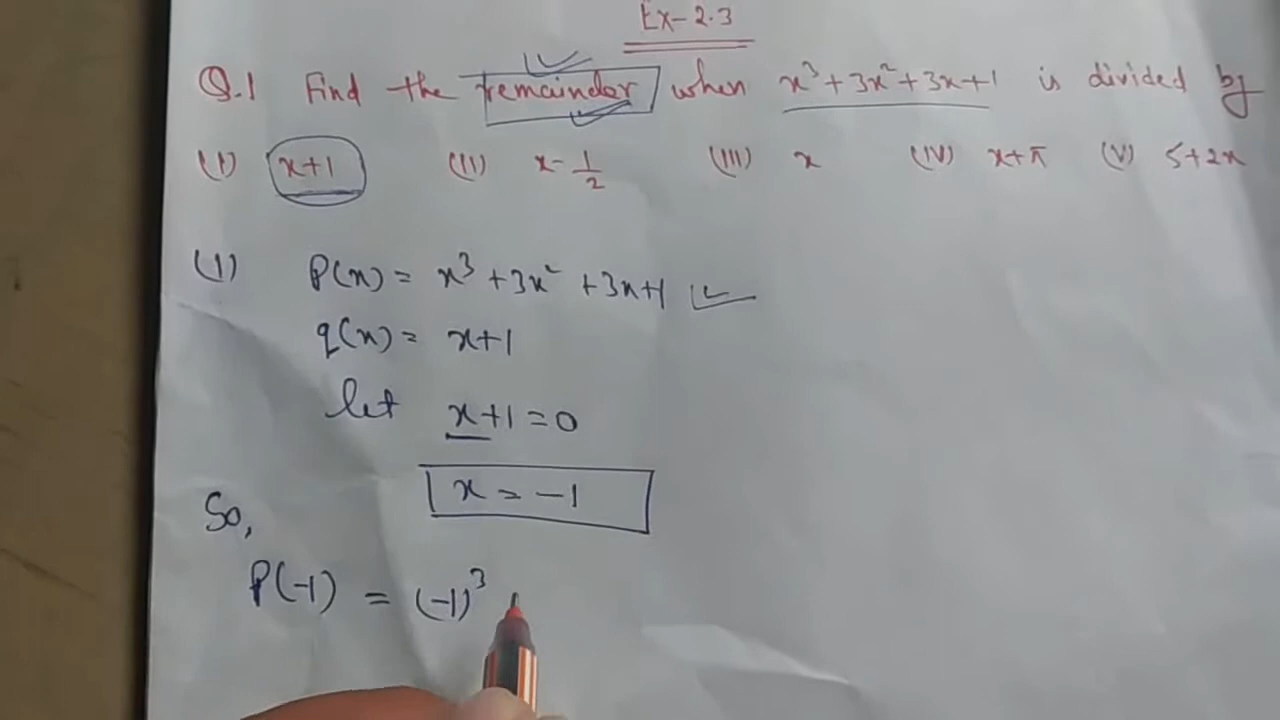 Ex-2.3
Q.1 Find the remainder when x³+3x²+3x+1 is divided by
(I) x+1 (II) x-1/2 (III) x (IV) x+π (V) 5+2x
(1) P(x)= x³+3x²+3x+1
q(x)= x+1
let x+1=0
x = -1
So,
P(-1) = (-1)³